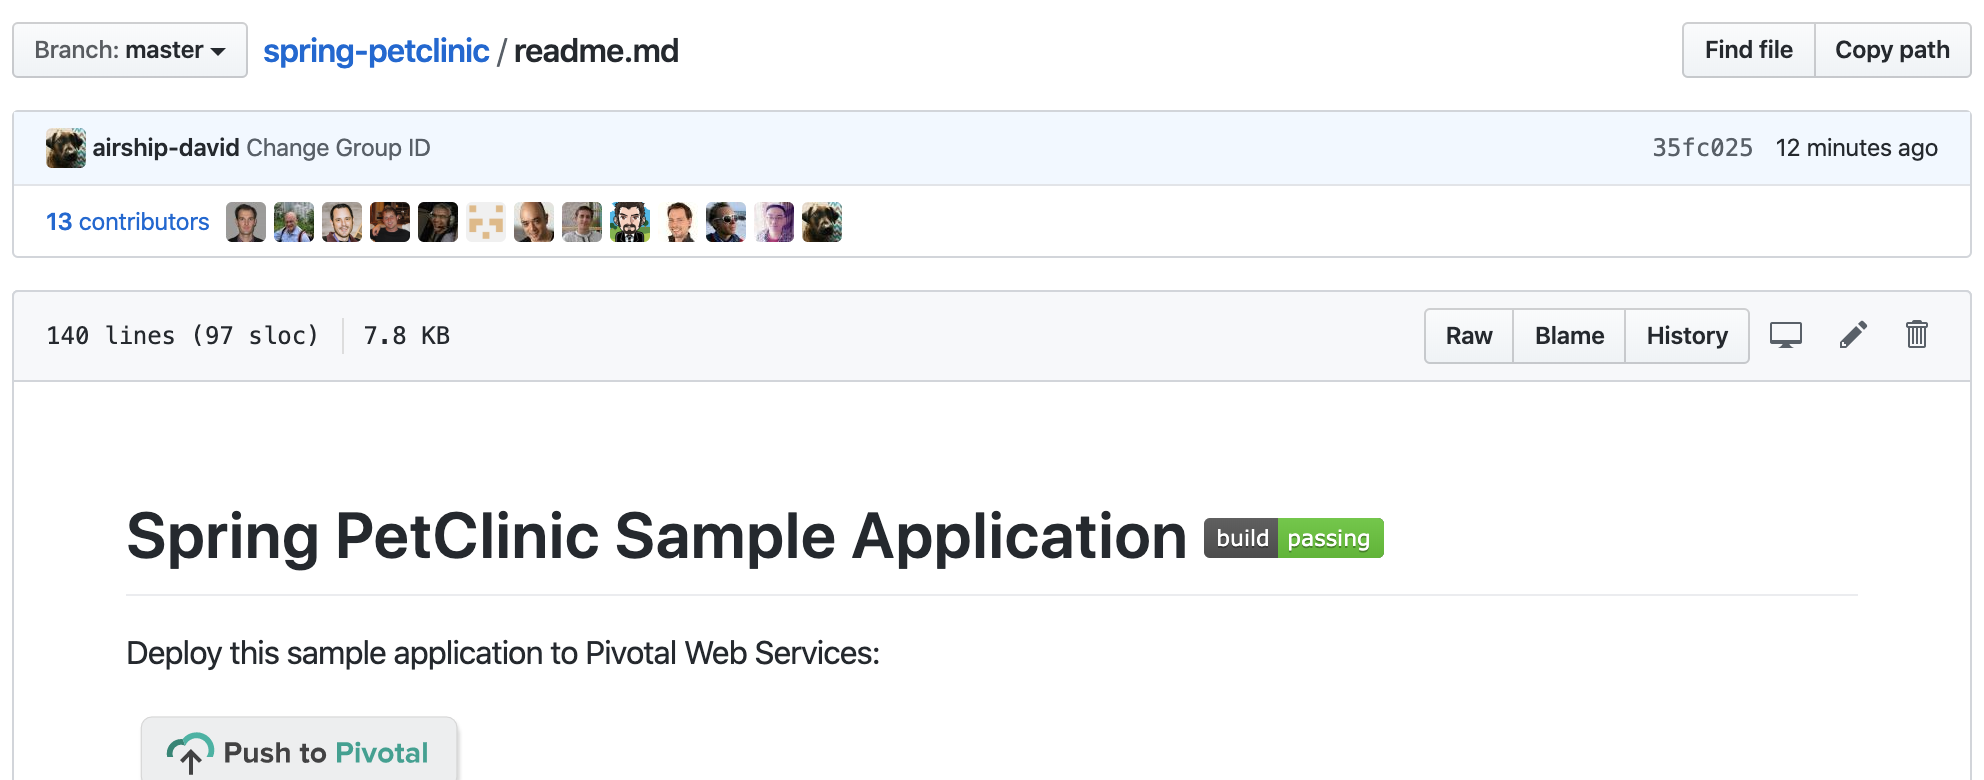 Branch: master
spring-petclinic / readme.md
Find file
Copy path
airship-david Change Group ID
35fc025
12 minutes ago
13 contributors
140 lines (97 sloc)
7.8 KB
Raw
Blame
History
Spring PetClinic Sample Application
build passing
Deploy this sample application to Pivotal Web Services:
Push to Pivotal